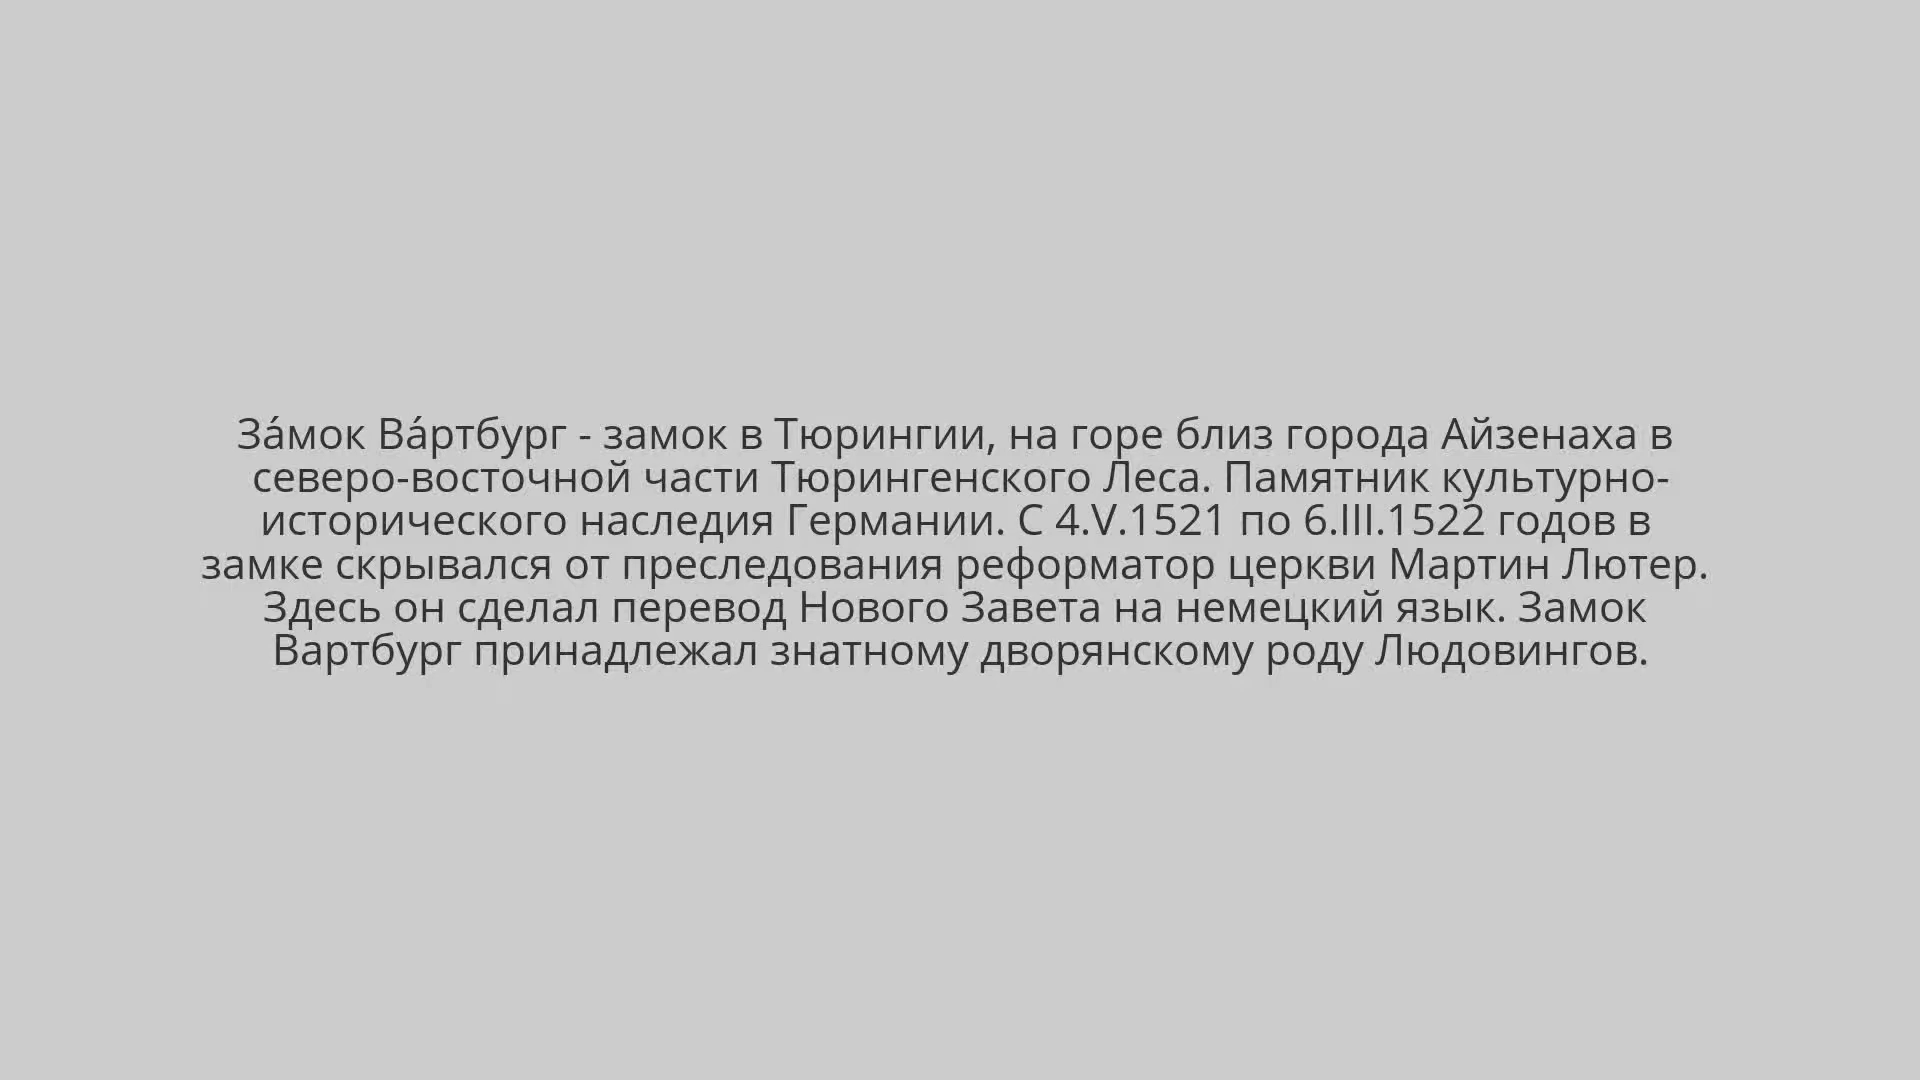 За́мок Ва́ртбург - замок в Тюрингии, на горе близ города Айзенаха в
северо-восточной части Тюрингенского Леса. Памятник культурно-
исторического наследия Германии. С 4.V.1521 по 6.III.1522 годов в
замке скрывался от преследования реформатор церкви Мартин Лютер.
Здесь он сделал перевод Нового Завета на немецкий язык. Замок
Вартбург принадлежал знатному дворянскому роду Людовингов.